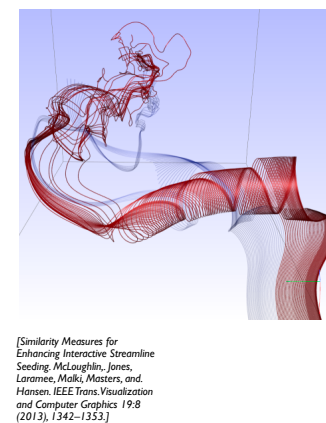 [Similarity Measures for
Enhancing Interactive Streamline
Seeding. McLoughlin,. Jones,
Laramee, Malki, Masters, and.
Hansen. IEEE Trans. Visualization
and Computer Graphics 19:8
(2013), 1342–1353.]